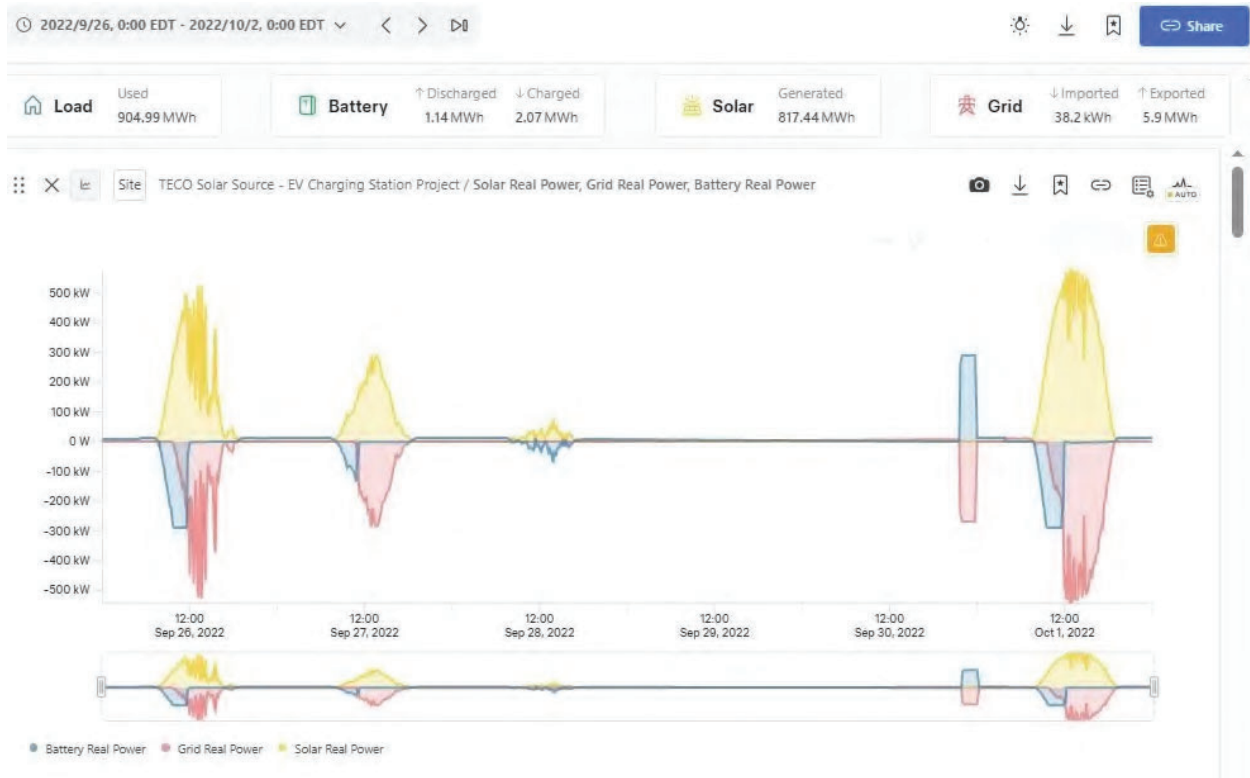 2022/9/26, 0:00 EDT - 2022/10/2, 0:00 EDT
Share
Load
Used
904.99 MWh
Battery
↑ Discharged ↓ Charged
1.14 MWh 2.07 MWh
Solar
Generated
817.44 MWh
Grid
↓ Imported ↑ Exported
38.2 kWh 5.9 MWh
Site TECO Solar Source - EV Charging Station Project / Solar Real Power, Grid Real Power, Battery Real Power
AUTO
500 kW
400 kW
300 kW
200 kW
100 kW
0 W
-100 kW
-200 kW
-300 kW
-400 kW
-500 kW
12:00 12:00 12:00 12:00 12:00 12:00
Sep 26, 2022 Sep 27, 2022 Sep 28, 2022 Sep 29, 2022 Sep 30, 2022 Oct 1, 2022
Battery Real Power Grid Real Power Solar Real Power